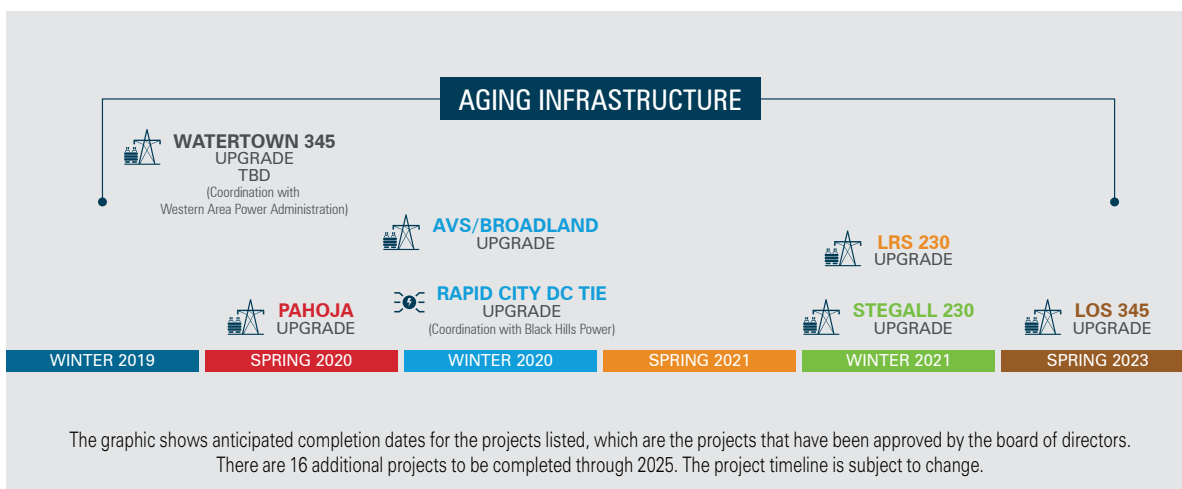 AGING INFRASTRUCTURE
WATERTOWN 345
UPGRADE
TBD
(Coordination with
Western Area Power Administration)
AVS/BROADLAND
UPGRADE
LRS 230
UPGRADE
PAHOJA
UPGRADE
RAPID CITY DC TIE
UPGRADE
(Coordination with Black Hills Power)
STEGALL 230
UPGRADE
LOS 345
UPGRADE
WINTER 2019
SPRING 2020
WINTER 2020
SPRING 2021
WINTER 2021
SPRING 2023
The graphic shows anticipated completion dates for the projects listed, which are the projects that have been approved by the board of directors.
There are 16 additional projects to be completed through 2025. The project timeline is subject to change.